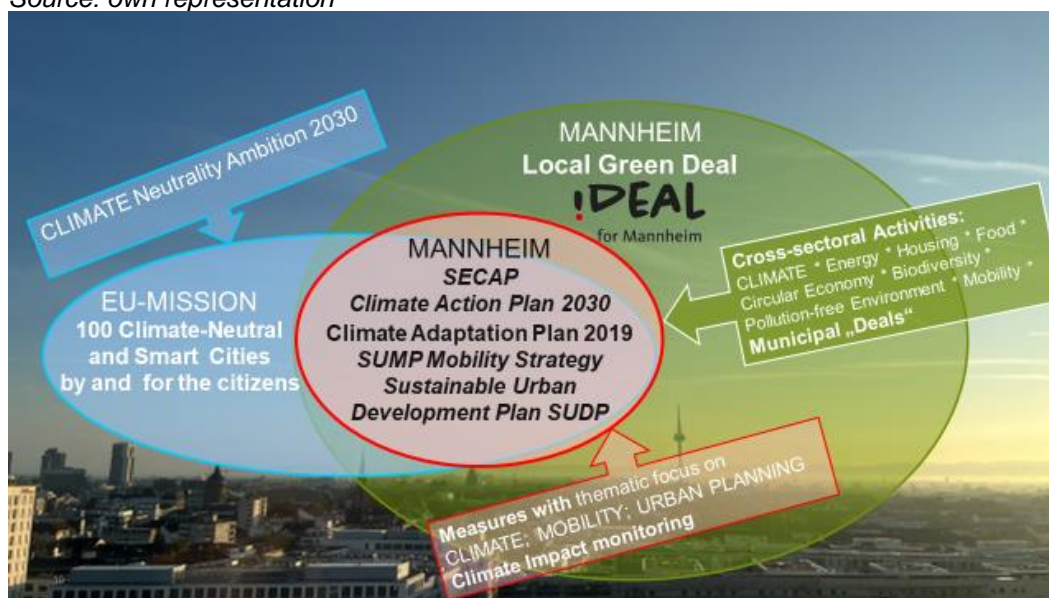 Source: own representation
CLIMATE Neutrality Ambition 2030
MANNHEIM
Local Green Deal
!DEAL
for Mannheim
EU-MISSION
100 Climate-Neutral
and Smart Cities
by and for the citizens
MANNHEIM
SECAP
Climate Action Plan 2030
Climate Adaptation Plan 2019
SUMP Mobility Strategy
Sustainable Urban
Development Plan SUDP
Cross-sectoral Activities:
CLIMATE * Energy * Housing * Food *
Circular Economy * Biodiversity *
Pollution-free Environment * Mobility *
Municipal „Deals“
Measures with thematic focus on
CLIMATE; MOBILITY; URBAN PLANNING
Climate Impact monitoring
10